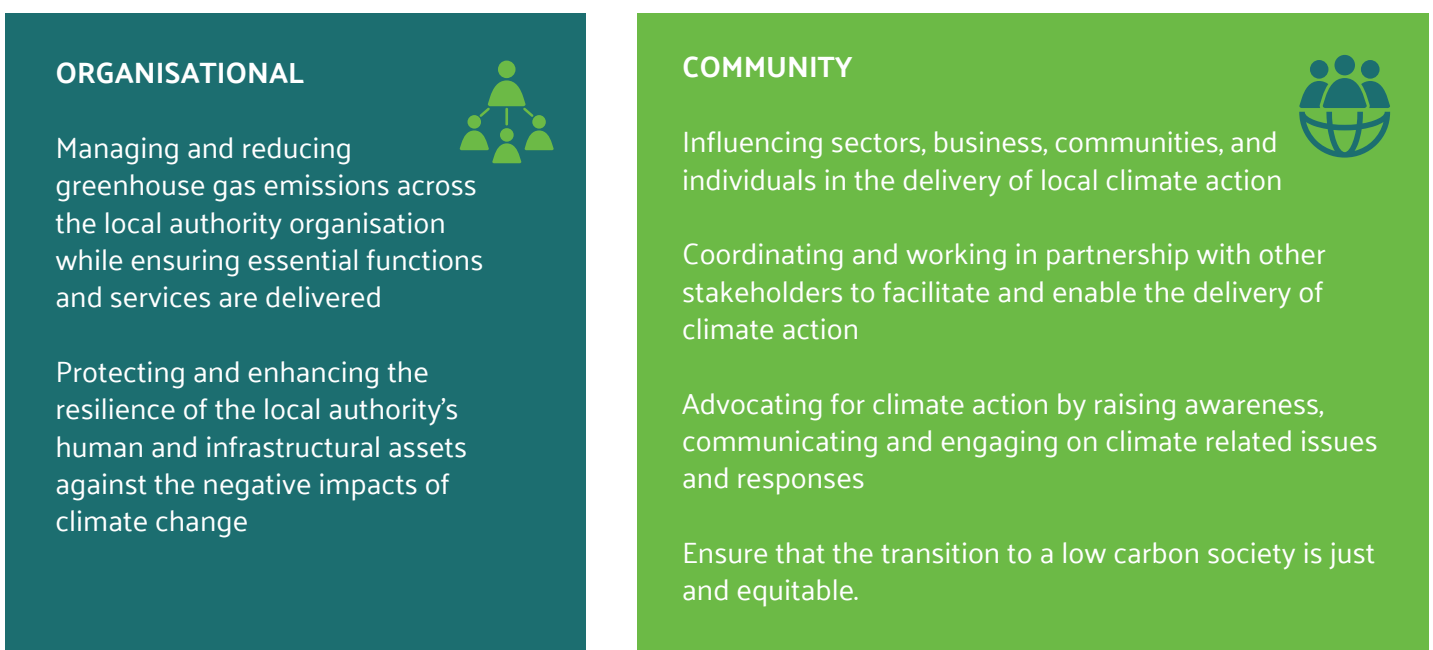 ORGANISATIONAL
Managing and reducing
greenhouse gas emissions across
the local authority organisation
while ensuring essential functions
and services are delivered
Protecting and enhancing the
resilience of the local authority’s
human and infrastructural assets
against the negative impacts of
climate change
COMMUNITY
Influencing sectors, business, communities, and
individuals in the delivery of local climate action
Coordinating and working in partnership with other
stakeholders to facilitate and enable the delivery of
climate action
Advocating for climate action by raising awareness,
communicating and engaging on climate related issues
and responses
Ensure that the transition to a low carbon society is just
and equitable.